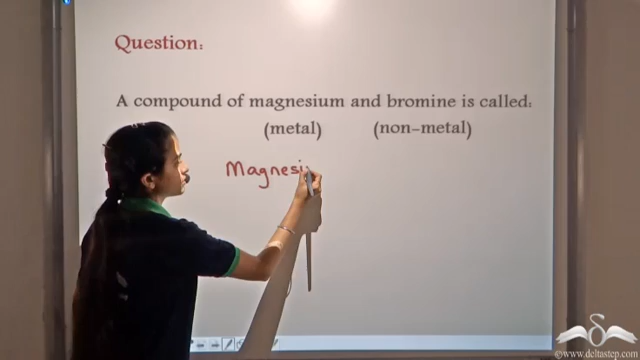 Question:
A compound of magnesium and bromine is called:
(metal) (non-metal)
Magnesi
©www.deltastep.com